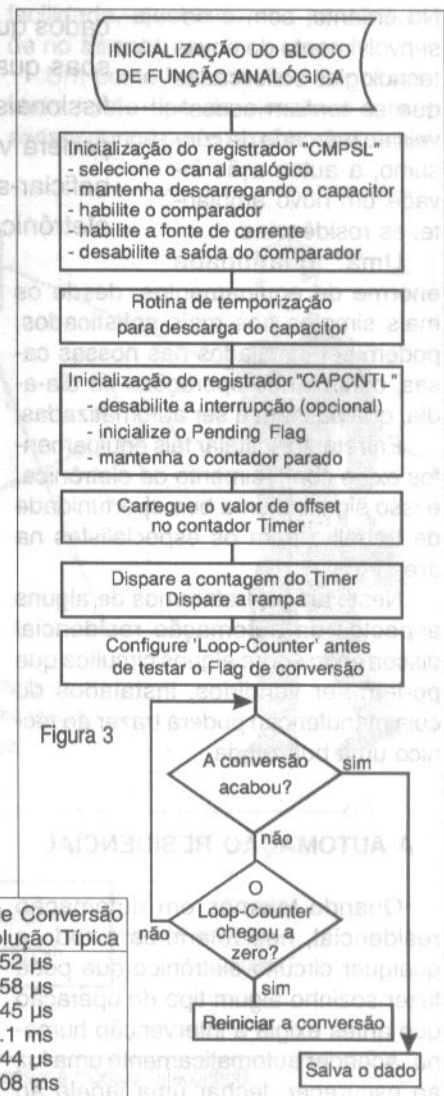 INICIALIZAÇÃO DO BLOCO
DE FUNÇÃO ANALÓGICA
Inicialização do registrador "CMPSL"
- selecione o canal analógico
- mantenha descarregando o capacitor
- habilite o comparador
- habilite a fonte de corrente
- desabilite a saída do comparador
Rotina de temporização
para descarga do capacitor
Inicialização do registrador "CAPCNTL"
- desabilite a interrupção (opcional)
- inicialize o Pending Flag
- mantenha o contador parado
Carregue o valor de offset
no contador Timer
Dispare a contagem do Timer
Dispare a rampa
Configure 'Loop-Counter' antes
de testar o Flag de conversão
Figura 3
A conversão
acabou?
sim
não
O
Loop-Counter
chegou a
zero?
não
sim
Reiniciar a conversão
Salva o dado
e Conversão
olução Típica
52 µs
58 µs
45 µs
.1 ms
44 µs
08 ms